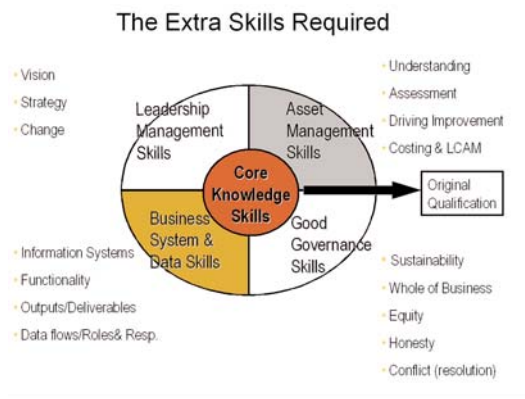 The Extra Skills Required
Vision
Strategy
Change
Understanding
Assessment
Driving Improvement
Costing & LCAM
Leadership
Management
Skills
Asset
Management
Skills
Core
Knowledge
Skills
Original
Qualification
Business
System &
Data Skills
Good
Governance
Skills
Information Systems
Functionality
Outputs/Deliverables
Data flows/Roles& Resp.
Sustainability
Whole of Business
Equity
Honesty
Conflict (resolution)